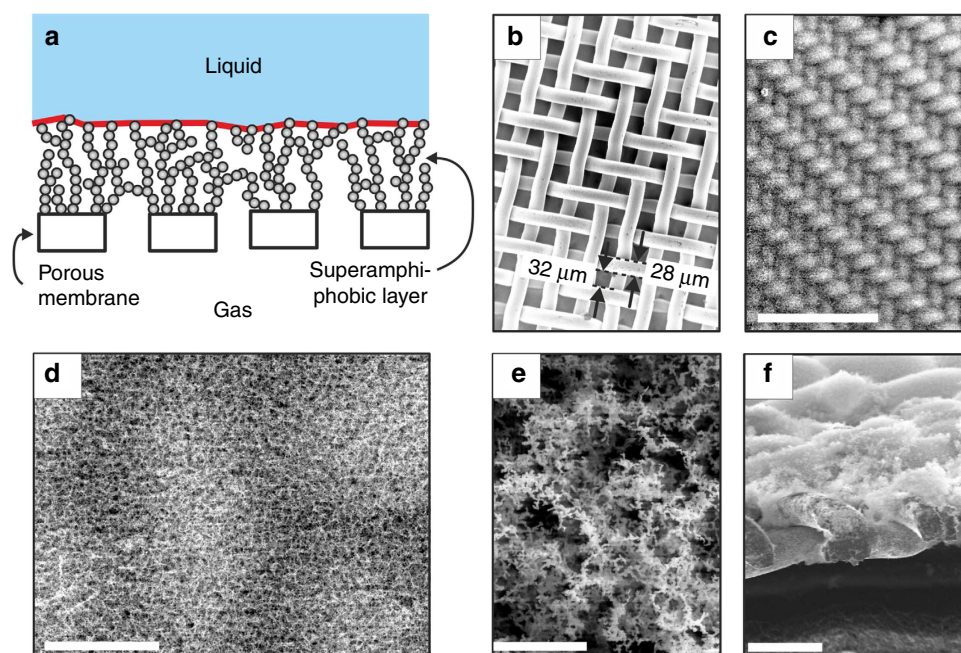 a
Liquid
Porous
membrane
Superamphi-
phobic layer
Gas
b
32 μm
28 μm
c
d
e
f